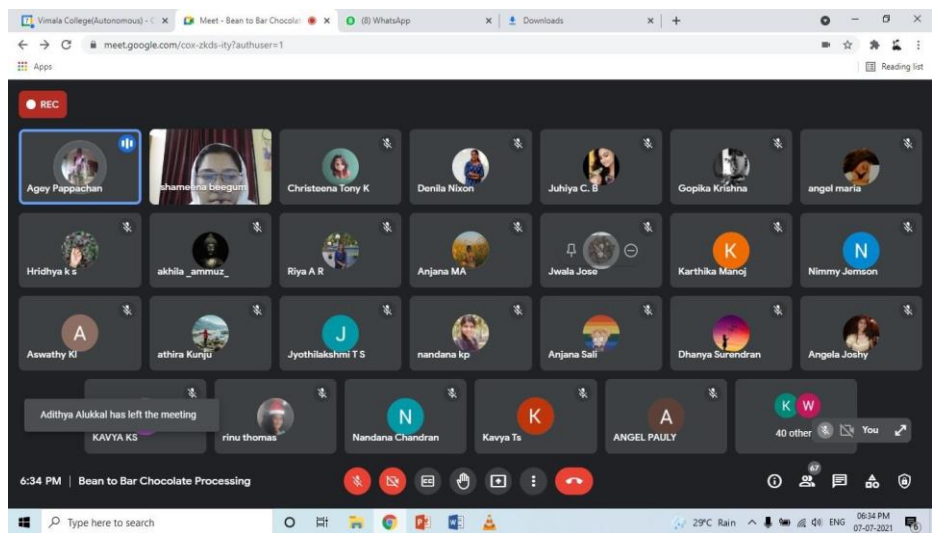 Vimala College(Autonomous) - C
Meet - Bean to Bar Chocolat
(8) WhatsApp
Downloads
meet.google.com/cox-zkds-ity?authuser=1
Apps
Reading list
REC
Agey Pappachan
shameena beegum
Christeena Tony K
Denila Nixon
Juhiya C. B
Gopika Krishna
angel maria
Hridhya k s
akhila _ammuz_
Riya A R
Anjana MA
Jwala Jose
K
Karthika Manoj
N
Nimmy Jemson
A
Aswathy Kl
athira Kunju
J
Jyothilakshmi T S
nandana kp
Anjana Sali
Dhanya Surendran
Angela Joshy
Adithya Alukkal has left the meeting
KAVYA KS
rinu thomas
N
Nandana Chandran
K
Kavya Ts
A
ANGEL PAULY
K W
40 other
You
6:34 PM | Bean to Bar Chocolate Processing
CC
67
Type here to search
29°C Rain
ENG
06:34 PM
07-07-2021
6